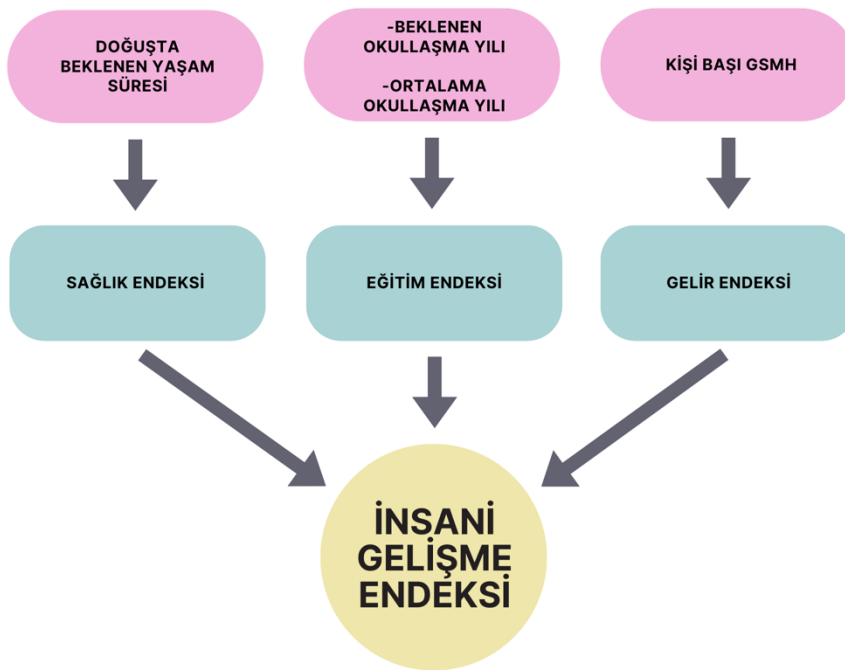 DOĞUŞTA
BEKLENEN YAŞAM
SÜRESİ
-BEKLENEN
OKULLAŞMA YILI
-ORTALAMA
OKULLAŞMA YILI
KİŞİ BAŞI GSMH
SAĞLIK ENDEKSİ
EĞİTİM ENDEKSİ
GELİR ENDEKSİ
İNSANİ
GELİŞME
ENDEKSİ